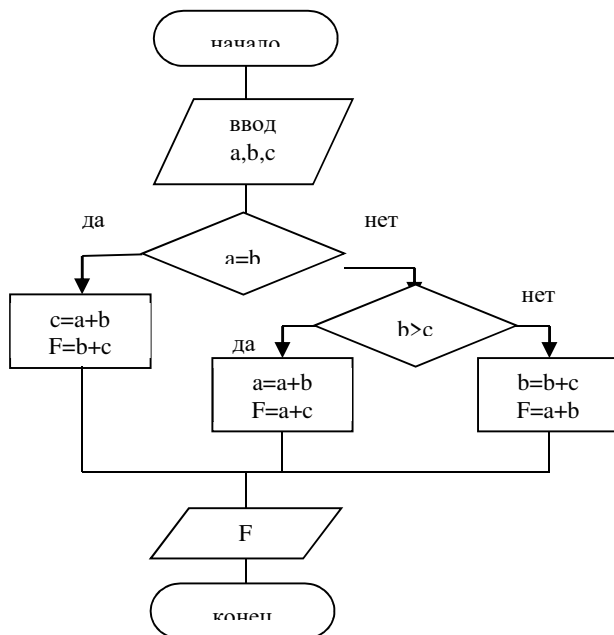 начало
ввод
a,b,c
да
нет
a=b
c=a+b
F=b+c
нет
b>c
да
a=a+b
F=a+c
b=b+c
F=a+b
F
конец